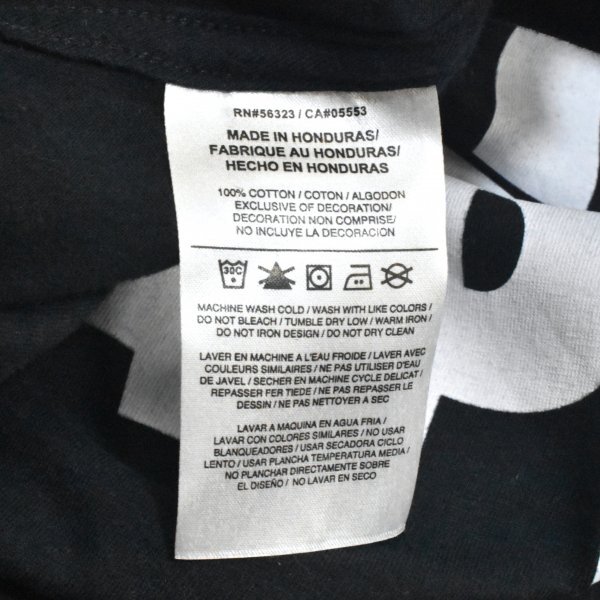 RN#56323 / CA#05553
MADE IN HONDURAS/
FABRIQUE AU HONDURAS/
HECHO EN HONDURAS
100% COTTON / COTON / ALGODON
EXCLUSIVE OF DECORATION/
DECORATION NON COMPRISE/
NO INCLUYE LA DECORACIÓN
30C
MACHINE WASH COLD / WASH WITH LIKE COLORS /
DO NOT BLEACH / TUMBLE DRY LOW / WARM IRON /
DO NOT IRON DESIGN / DO NOT DRY CLEAN
LAVER EN MACHINE A L'EAU FROIDE / LAVER AVEC
COULEURS SIMILAIRES / NE PAS UTILISER D'EAU
DE JAVEL / SECHER EN MACHINE CYCLE DELICAT /
REPASSER FER TIEDE / NE PAS REPASSER LE
DESSIN / NE PAS NETTOYER A SEC
LAVAR A MAQUINA EN AGUA FRIA /
LAVAR CON COLORES SIMILARES / NO USAR
BLANQUEADORES / USAR SECADORA CICLO
LENTO / USAR PLANCHA TEMPERATURA MEDIA /
NO PLANCHAR DIRECTAMENTE SOBRE
EL DISEÑO / NO LAVAR EN SECO